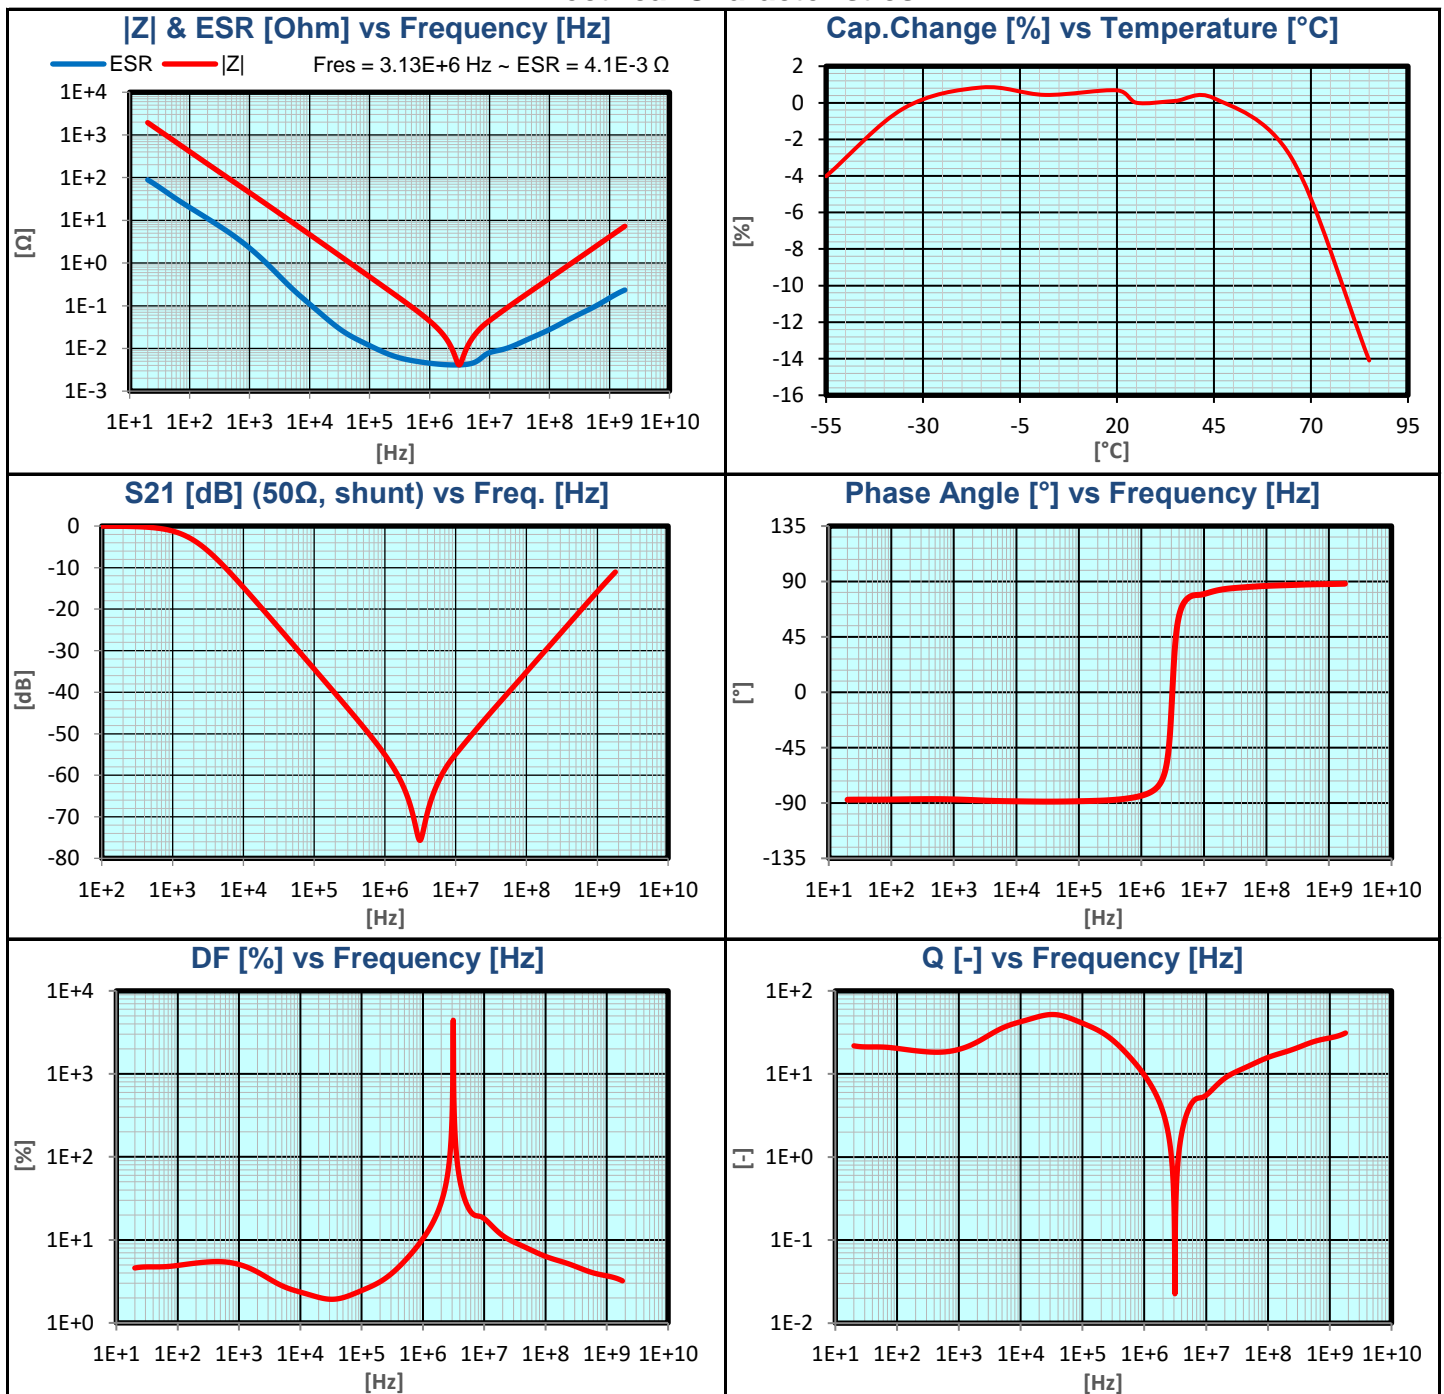 |Z| & ESR [Ohm] vs Frequency [Hz]
ESR |Z| Fres = 3.13E+6 Hz ~ ESR = 4.1E-3 Ω
1E+4
1E+3
1E+2
1E+1
1E+0
1E-1
1E-2
1E-3
[Ω]
1E+1 1E+2 1E+3 1E+4 1E+5 1E+6 1E+7 1E+8 1E+9 1E+10
[Hz]
Cap.Change [%] vs Temperature [°C]
2
0
-2
-4
-6
-8
-10
-12
-14
-16
[%]
-55 -30 -5 20 45 70 95
[°C]
S21 [dB] (50Ω, shunt) vs Freq. [Hz]
0
-10
-20
-30
-40
-50
-60
-70
-80
[dB]
1E+2 1E+3 1E+4 1E+5 1E+6 1E+7 1E+8 1E+9 1E+10
[Hz]
Phase Angle [°] vs Frequency [Hz]
135
90
45
0
-45
-90
-135
[°]
1E+1 1E+2 1E+3 1E+4 1E+5 1E+6 1E+7 1E+8 1E+9 1E+10
[Hz]
DF [%] vs Frequency [Hz]
1E+4
1E+3
1E+2
1E+1
1E+0
[%]
1E+1 1E+2 1E+3 1E+4 1E+5 1E+6 1E+7 1E+8 1E+9 1E+10
[Hz]
Q [-] vs Frequency [Hz]
1E+2
1E+1
1E+0
1E-1
1E-2
[-]
1E+1 1E+2 1E+3 1E+4 1E+5 1E+6 1E+7 1E+8 1E+9 1E+10
[Hz]